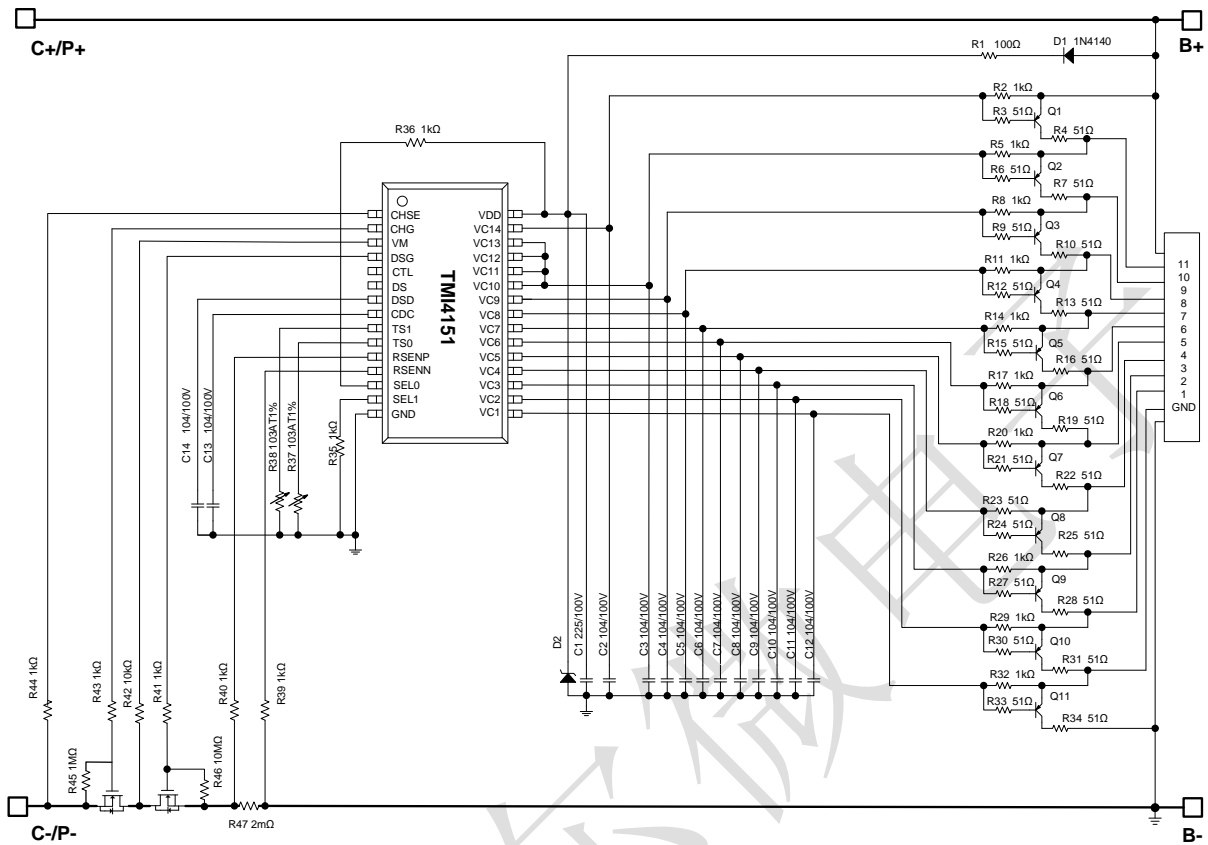 C+/P+
B+
R1 100Ω
D1 1N4140
R2 1kΩ
R3 51Ω
Q1
R4 51Ω
R36 1kΩ
R5 1kΩ
R6 51Ω
Q2
R7 51Ω
R8 1kΩ
R9 51Ω
Q3
R10 51Ω
R11 1kΩ
R12 51Ω
Q4
R13 51Ω
R14 1kΩ
R15 51Ω
Q5
R16 51Ω
R17 1kΩ
R18 51Ω
Q6
R19 51Ω
R20 1kΩ
R21 51Ω
Q7
R22 51Ω
R23 51Ω
R24 51Ω
Q8
R25 51Ω
R26 1kΩ
R27 51Ω
Q9
R28 51Ω
R29 1kΩ
R30 51Ω
Q10
R31 51Ω
R32 1kΩ
R33 51Ω
Q11
R34 51Ω
CHSE
CHG
VM
DSG
CTL
DS
DSD
CDC
TS1
TS0
RSENP
RSENN
SEL0
SEL1
GND
TMI4151
VDD
VC14
VC13
VC12
VC11
VC10
VC9
VC8
VC7
VC6
VC5
VC4
VC3
VC2
VC1
11
10
9
8
7
6
5
4
3
2
1
GND
C14 104/100V
C13 104/100V
R38 103AT1%
R37 103AT1%
R35 1kΩ
D2
C1 225/100V
C2 104/100V
C3 104/100V
C4 104/100V
C5 104/100V
C6 104/100V
C7 104/100V
C8 104/100V
C9 104/100V
C10 104/100V
C11 104/100V
C12 104/100V
R44 1kΩ
R43 1kΩ
R42 10kΩ
R41 1kΩ
R40 1kΩ
R39 1kΩ
R45 1MΩ
R46 10MΩ
R47 2mΩ
C-/P-
B-
微电子